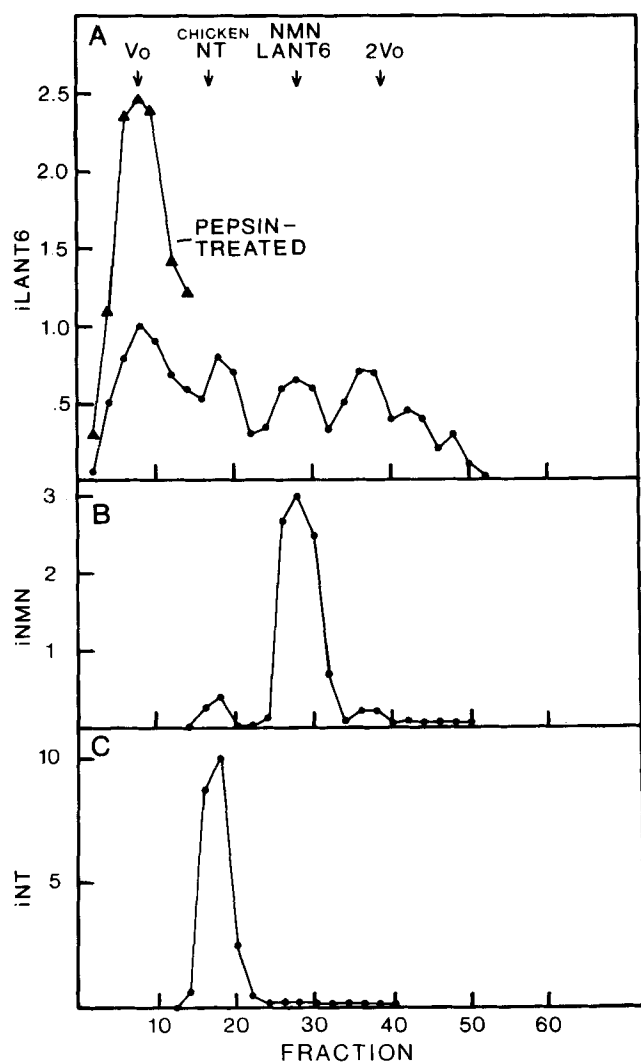 A
Vo
CHICKEN
NT
NMN
LANT6
2Vo
2.5
2.0
1.5
1.0
.5
iLANT6
PEPSIN-
TREATED
B
3
2
1
iNMN
C
10
5
iNT
10 20 30 40 50 60
FRACTION